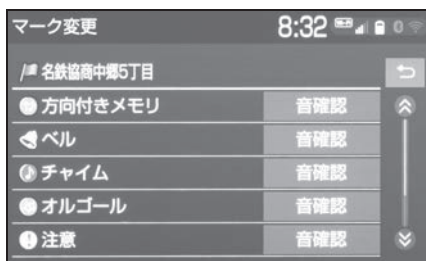 マーク変更 8:32
名鉄協商中郷5丁目
方向付きメモリ 音確認
ベル 音確認
チャイム 音確認
オルゴール 音確認
注意 音確認